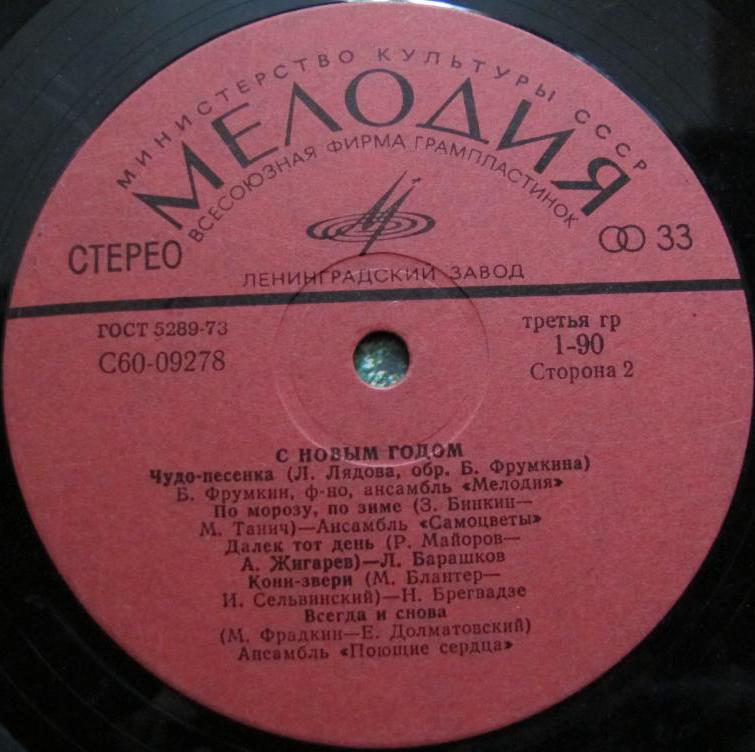 МИНИСТЕРСТВО КУЛЬТУРЫ СССР
МЕЛОДИЯ
ВСЕСОЮЗНАЯ ФИРМА ГРАМПЛАСТИНОК
СТЕРЕО
33
ЛЕНИНГРАДСКИЙ ЗАВОД
ГОСТ 5289-73
С60-09278
третья гр
1-90
Сторона 2
С НОВЫМ ГОДОМ
Чудо-песенка (Л. Лядова, обр. Б. Фрумкина)
Б. Фрумкин, ф-но, ансамбль «Мелодия»
По морозу, по зиме (З. Бинкин—
М. Танич)—Ансамбль «Самоцветы»
Далек тот день (Р. Майоров—
А. Жигарев)—Л. Барашков
Кони-звери (М. Блантер—
И. Сельвинский)—Н. Брегвадзе
Всегда и снова
(М. Фрадкин—Е. Долматовский)
Ансамбль «Поющие сердца»